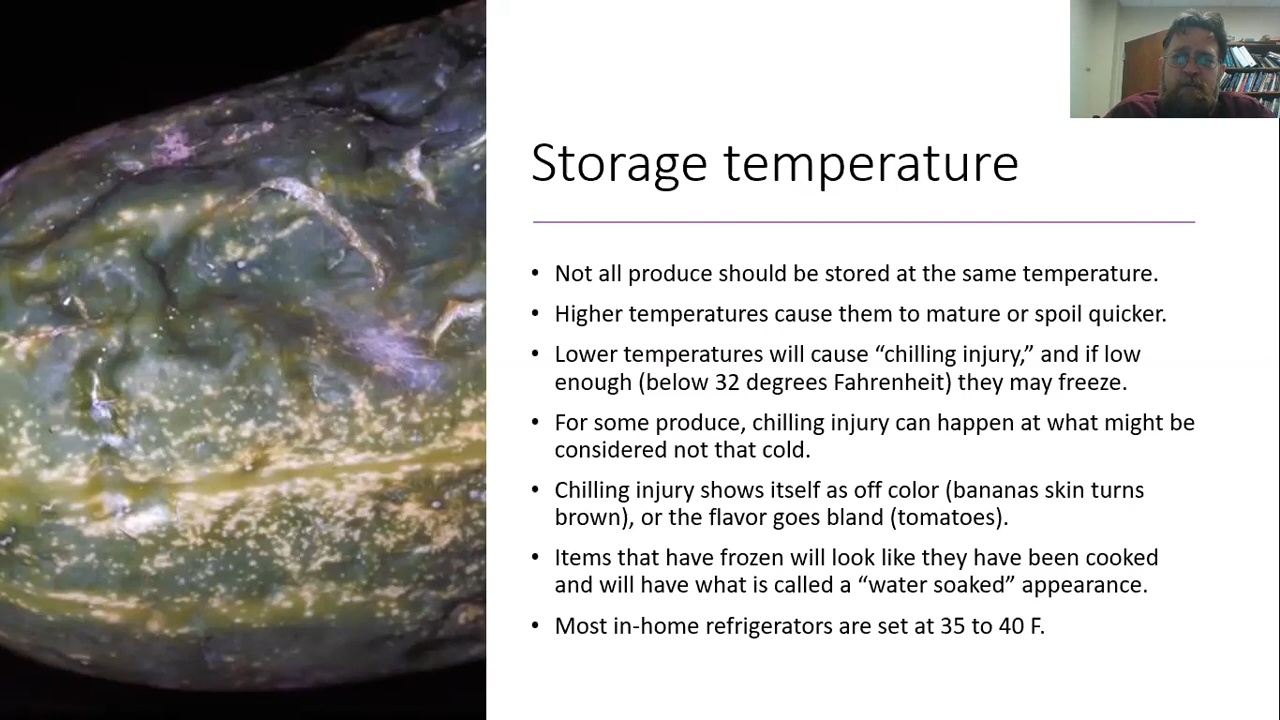 Storage temperature
• Not all produce should be stored at the same temperature.
• Higher temperatures cause them to mature or spoil quicker.
• Lower temperatures will cause “chilling injury,” and if low
enough (below 32 degrees Fahrenheit) they may freeze.
• For some produce, chilling injury can happen at what might be
considered not that cold.
• Chilling injury shows itself as off color (bananas skin turns
brown), or the flavor goes bland (tomatoes).
• Items that have frozen will look like they have been cooked
and will have what is called a “water soaked” appearance.
• Most in-home refrigerators are set at 35 to 40 F.